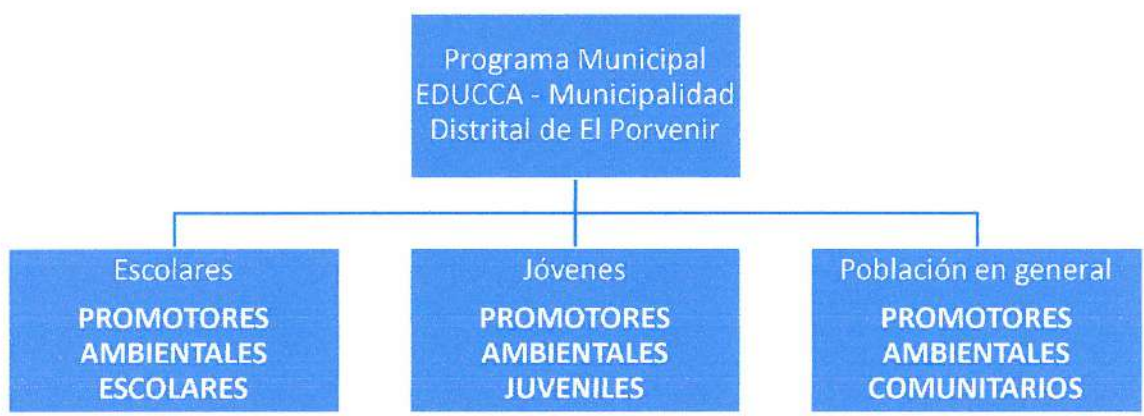 Programa Municipal
EDUCCA - Municipalidad
Distrital de El Porvenir
Escolares
PROMOTORES
AMBIENTALES
ESCOLARES
Jóvenes
PROMOTORES
AMBIENTALES
JUVENILES
Población en general
PROMOTORES
AMBIENTALES
COMUNITARIOS